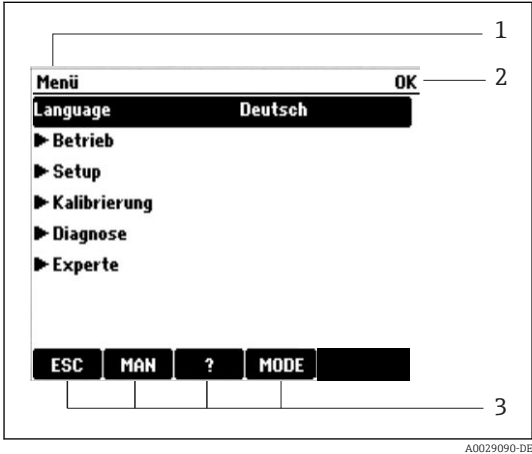 1
Menü OK 2
Language Deutsch
Betrieb
Setup
Kalibrierung
Diagnose
Experte
ESC MAN ? MODE
3
A0029090-DE